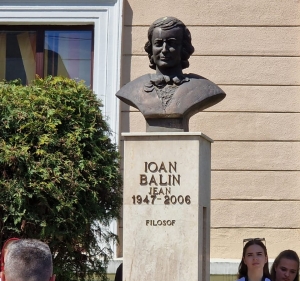 IOAN
BALIN
JEAN
1947-2006
FILOSOF